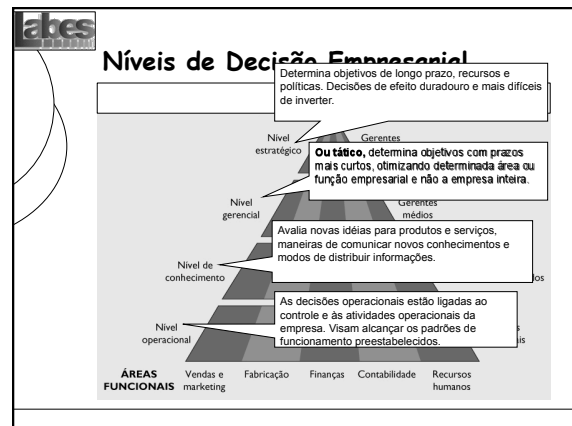 Labes
Níveis de Decisão Empresarial
Determina objetivos de longo prazo, recursos e
políticas. Decisões de efeito duradouro e mais difíceis
de inverter.
Nível
estratégico
Gerentes
Ou tático, determina objetivos com prazos
mais curtos, otimizando determinada área ou
função empresarial e não a empresa inteira.
Nível
gerencial
Gerentes
médios
Avalia novas idéias para produtos e serviços,
maneiras de comunicar novos conhecimentos e
modos de distribuir informações.
Nível de
conhecimento
As decisões operacionais estão ligadas ao
controle e às atividades operacionais da
empresa. Visam alcançar os padrões de
funcionamento preestabelecidos.
Nível
operacional
ÁREAS
FUNCIONAIS
Vendas e
marketing
Fabricação
Finanças
Contabilidade
Recursos
humanos